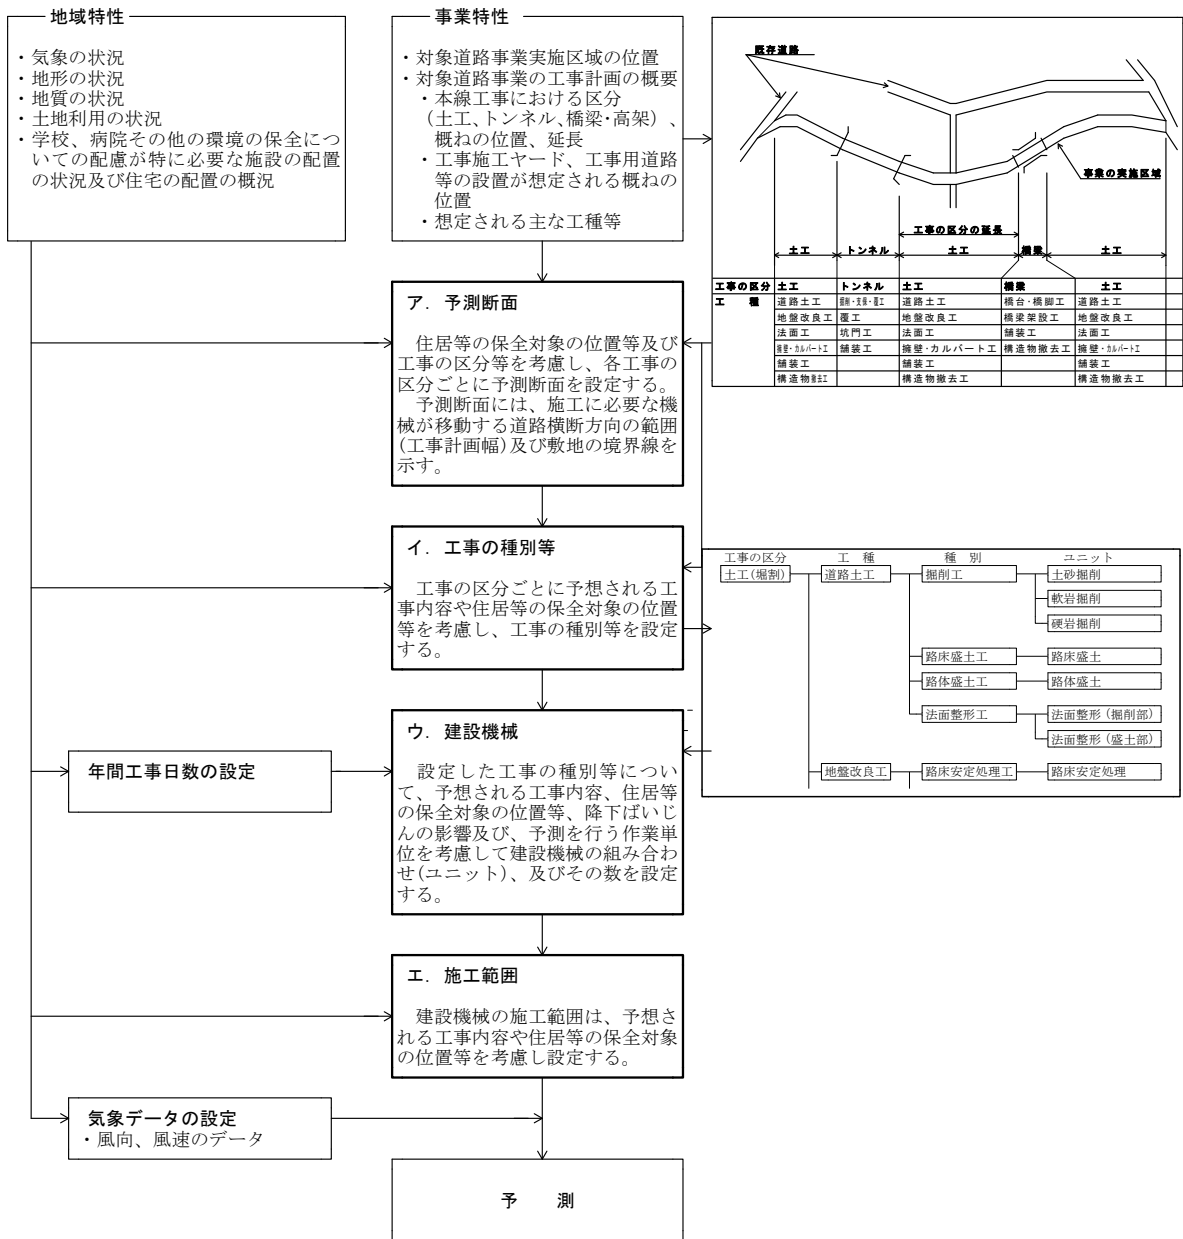 地域特性
・気象の状況
・地形の状況
・地質の状況
・土地利用の状況
・学校、病院その他の環境の保全につ
いての配慮が特に必要な施設の配置
の状況及び住宅の配置の概況
事業特性
・対象道路事業実施区域の位置
・対象道路事業の工事計画の概要
・本線工事における区分
（土工、トンネル、橋梁・高架）、
概ねの位置、延長
・工事施工ヤード、工事用道路
等の設置が想定される概ねの
位置
・想定される主な工種等
既存道路
事業の実施区域
工事の区分の延長
土工 トンネル 土工 橋梁 土工
工事の区分 土工 トンネル 土工 橋梁 土工
工　種 道路土工 掘削・支保・覆工 道路土工 橋台・橋脚工 道路土工
地盤改良工 覆工 地盤改良工 橋梁架設工 地盤改良工
法面工 坑門工 法面工 舗装工 法面工
擁壁・カルバート工 舗装工 擁壁・カルバート工 構造物撤去工 擁壁・カルバート工
舗装工 舗装工 舗装工
構造物撤去工 構造物撤去工 構造物撤去工
ア．予測断面
住居等の保全対象の位置等及び
工事の区分等を考慮し、各工事の
区分ごとに予測断面を設定する。
予測断面には、施工に必要な機
械が移動する道路横断方向の範囲
(工事計画幅)及び敷地の境界線を
示す。
イ．工事の種別等
工事の区分ごとに予想される工
事内容や住居等の保全対象の位置
等を考慮し、工事の種別等を設定
する。
工事の区分 工　種 種　別 ユニット
土工(堀割) 道路土工 掘削工 土砂掘削
軟岩掘削
硬岩掘削
路床盛土工 路床盛土
路体盛土工 路体盛土
法面整形工 法面整形（掘削部）
法面整形（盛土部）
地盤改良工 路床安定処理工 路床安定処理
ウ．建設機械
設定した工事の種別等につい
て、予想される工事内容、住居等
の保全対象の位置等、降下ばいじ
んの影響及び、予測を行う作業単
位を考慮して建設機械の組み合わ
せ(ユニット)、及びその数を設定
する。
年間工事日数の設定
エ．施工範囲
建設機械の施工範囲は、予想さ
れる工事内容や住居等の保全対象
の位置等を考慮し設定する。
気象データの設定
・風向、風速のデータ
予　測